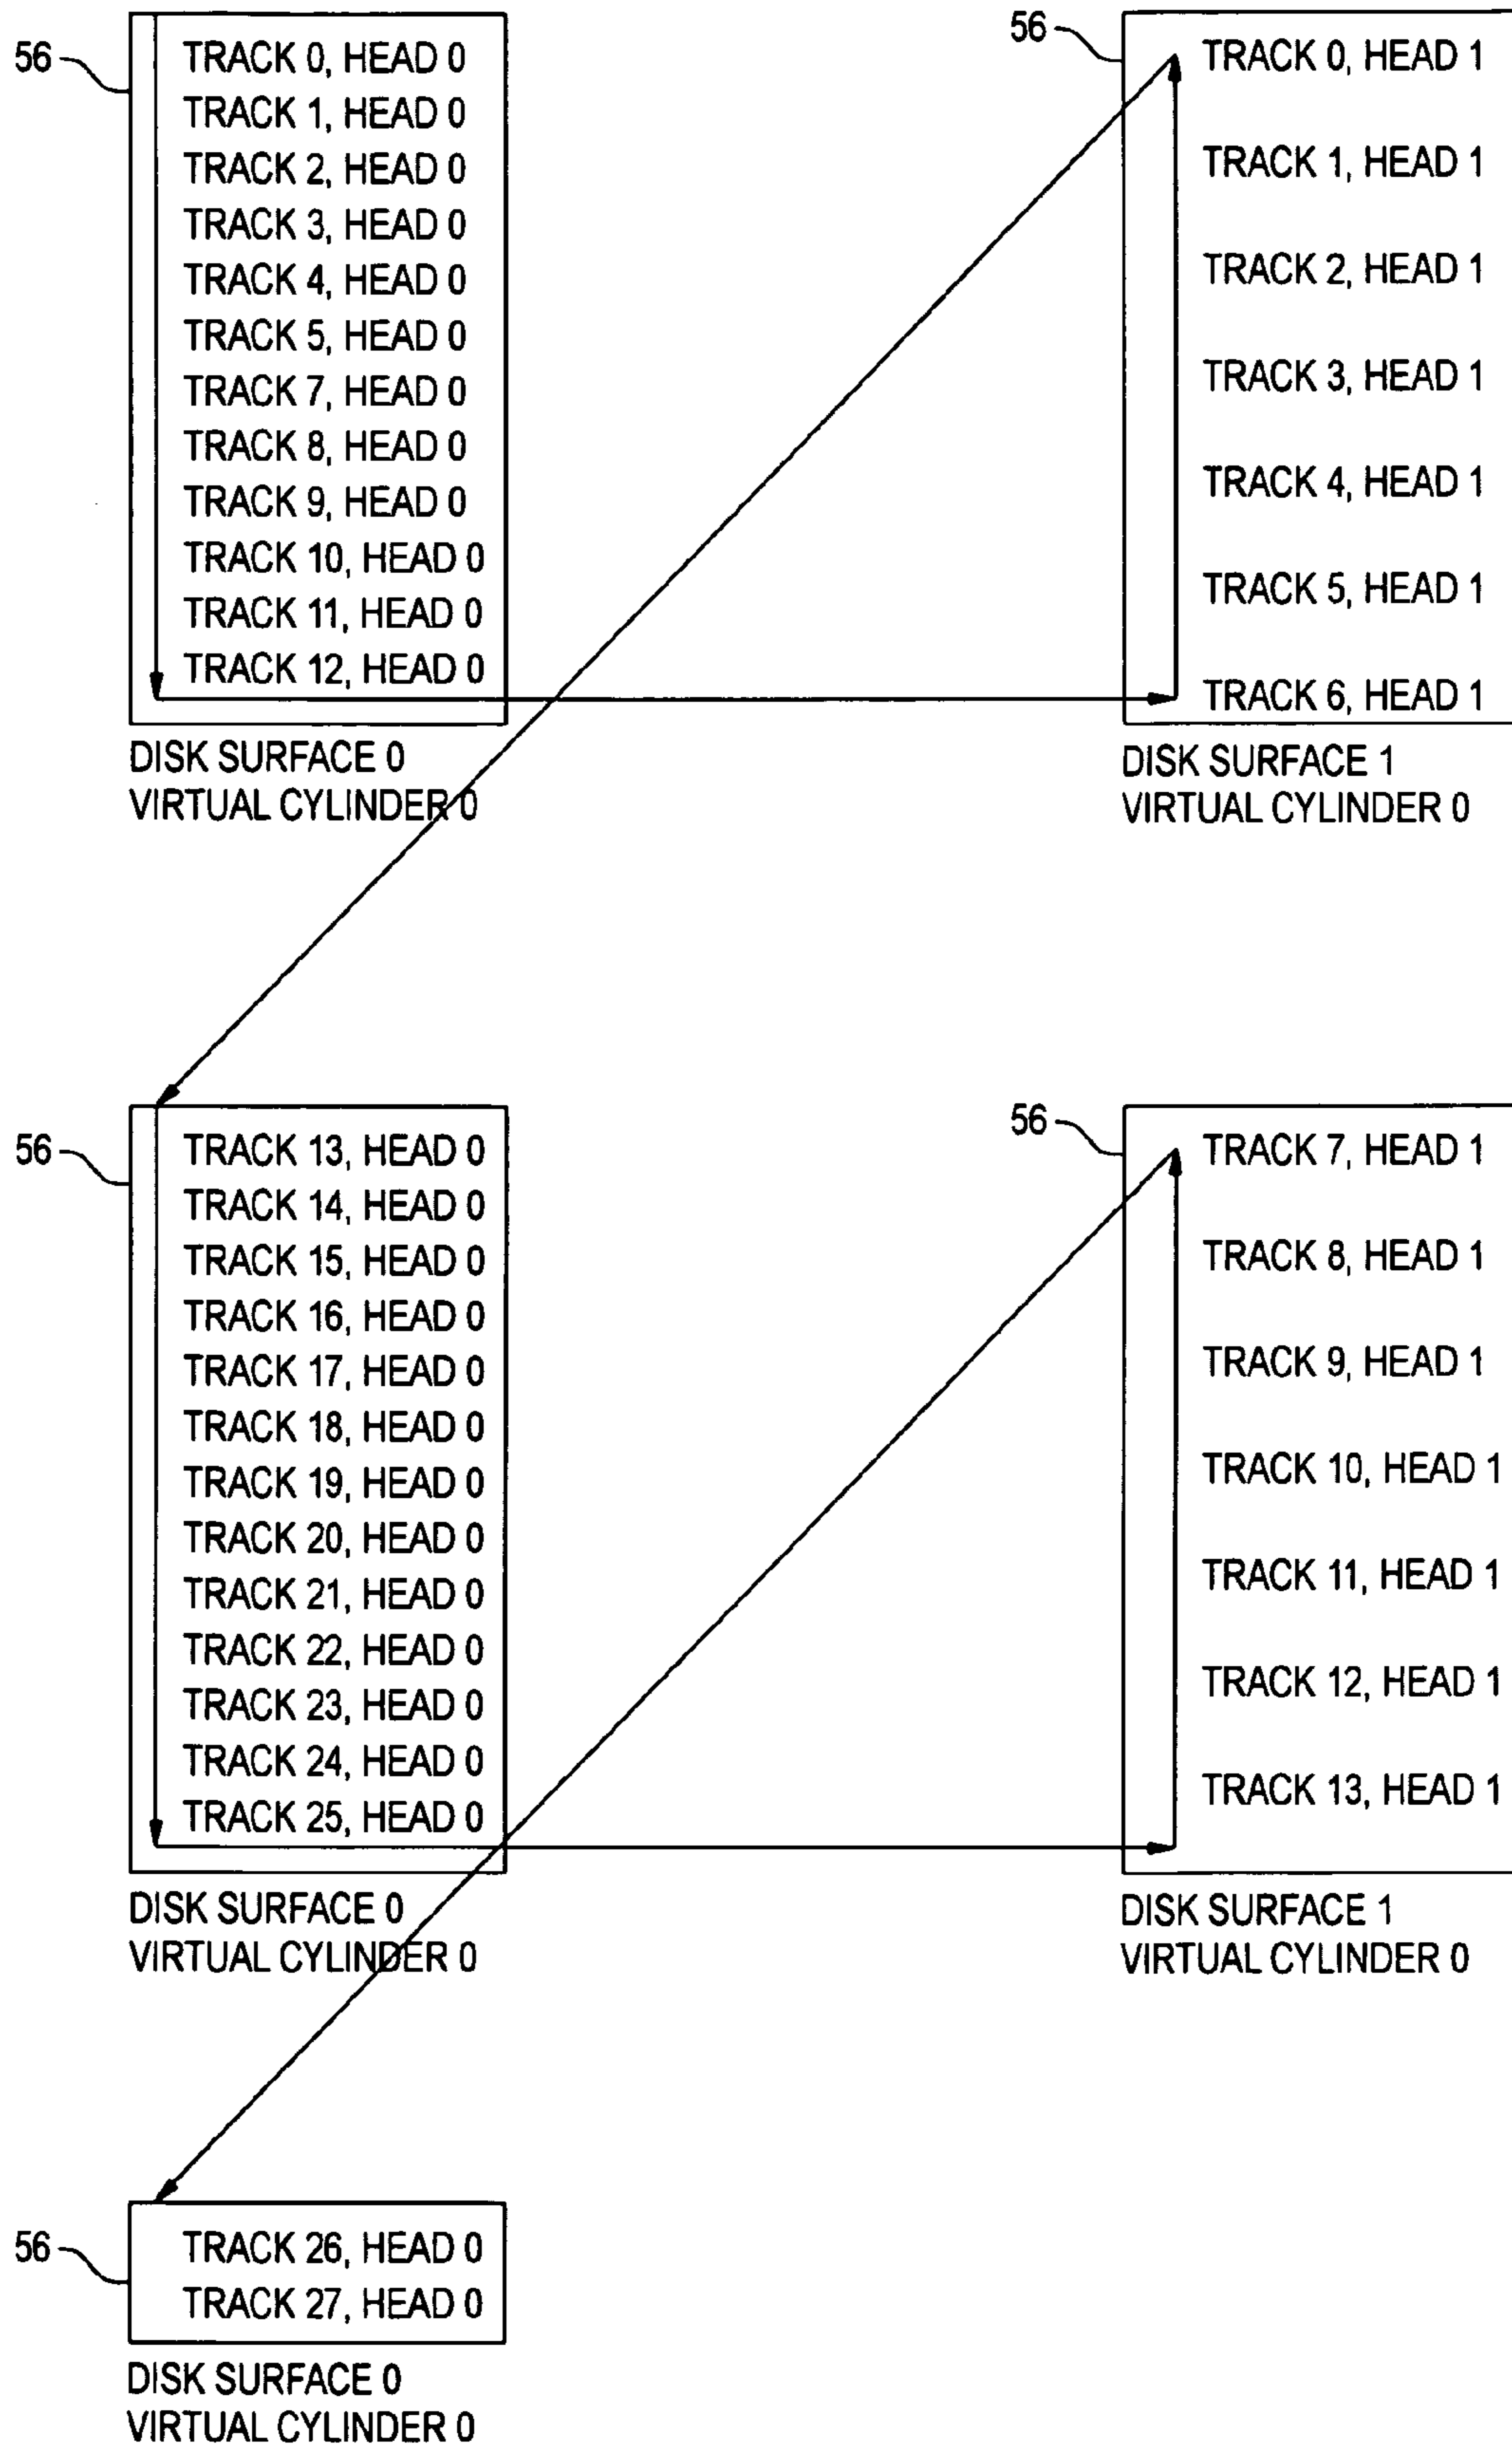 56
TRACK 0, HEAD 0
TRACK 1, HEAD 0
TRACK 2, HEAD 0
TRACK 3, HEAD 0
TRACK 4, HEAD 0
TRACK 5, HEAD 0
TRACK 7, HEAD 0
TRACK 8, HEAD 0
TRACK 9, HEAD 0
TRACK 10, HEAD 0
TRACK 11, HEAD 0
TRACK 12, HEAD 0
DISK SURFACE 0
VIRTUAL CYLINDER 0
56
TRACK 0, HEAD 1
TRACK 1, HEAD 1
TRACK 2, HEAD 1
TRACK 3, HEAD 1
TRACK 4, HEAD 1
TRACK 5, HEAD 1
TRACK 6, HEAD 1
DISK SURFACE 1
VIRTUAL CYLINDER 0
56
TRACK 13, HEAD 0
TRACK 14, HEAD 0
TRACK 15, HEAD 0
TRACK 16, HEAD 0
TRACK 17, HEAD 0
TRACK 18, HEAD 0
TRACK 19, HEAD 0
TRACK 20, HEAD 0
TRACK 21, HEAD 0
TRACK 22, HEAD 0
TRACK 23, HEAD 0
TRACK 24, HEAD 0
TRACK 25, HEAD 0
DISK SURFACE 0
VIRTUAL CYLINDER 0
56
TRACK 7, HEAD 1
TRACK 8, HEAD 1
TRACK 9, HEAD 1
TRACK 10, HEAD 1
TRACK 11, HEAD 1
TRACK 12, HEAD 1
TRACK 13, HEAD 1
DISK SURFACE 1
VIRTUAL CYLINDER 0
56
TRACK 26, HEAD 0
TRACK 27, HEAD 0
DISK SURFACE 0
VIRTUAL CYLINDER 0